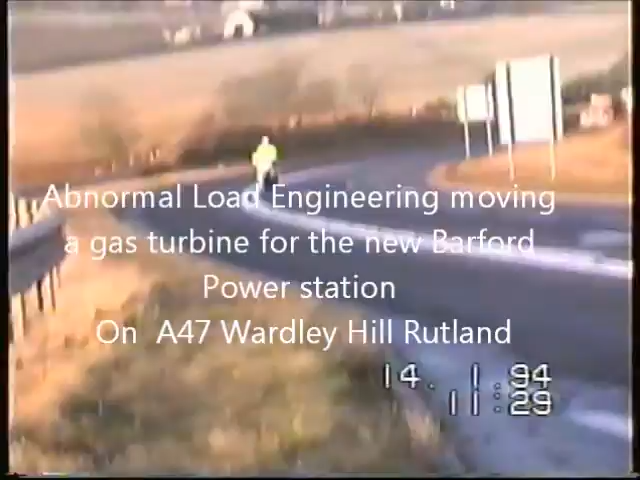 Abnormal Load Engineering moving
a gas turbine for the new Barford
Power station
On A47 Wardley Hill Rutland
14. 1.94
11:29